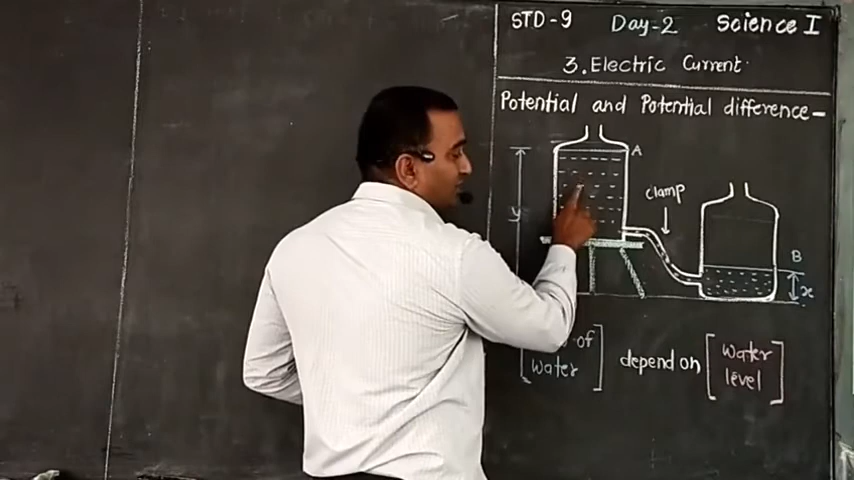 STD-9 Day-2 Science I
3. Electric Current
Potential and Potential difference-
A
clamp
y
B
x
of
water
depend on
water
level